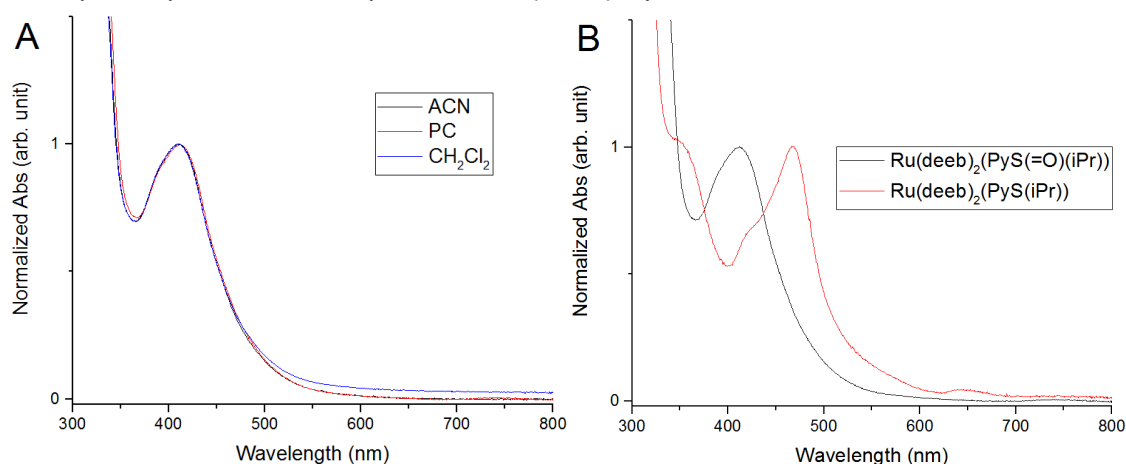 A
Normalized Abs (arb. unit)
1
0
ACN
PC
CH₂Cl₂
300 400 500 600 700 800
Wavelength (nm)
B
Normalized Abs (arb. unit)
1
0
Ru(deeb)₂(PyS(=O)(iPr))
Ru(deeb)₂(PyS(iPr))
300 400 500 600 700 800
Wavelength (nm)